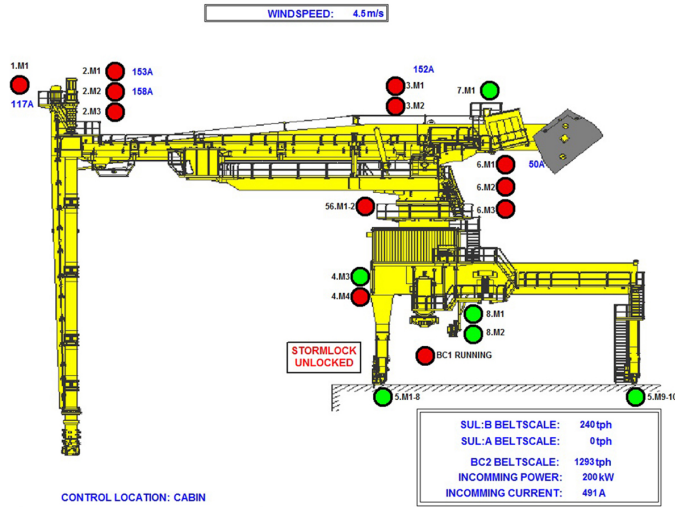 WINDSPEED: 4.5 m/s
1.M1
117A
2.M1 153A
2.M2 158A
2.M3
152A
3.M1
3.M2
7.M1
6.M1 50A
6.M2
6.M3
56.M1-2
4.M3
4.M4
8.M1
8.M2
STORMLOCK
UNLOCKED
BC1 RUNNING
5.M1-8
5.M9-10
SUL:B BELTSCALE: 240 tph
SUL:A BELTSCALE: 0 tph
BC2 BELTSCALE: 1293 tph
INCOMMING POWER: 200 kW
INCOMMING CURRENT: 491 A
CONTROL LOCATION: CABIN